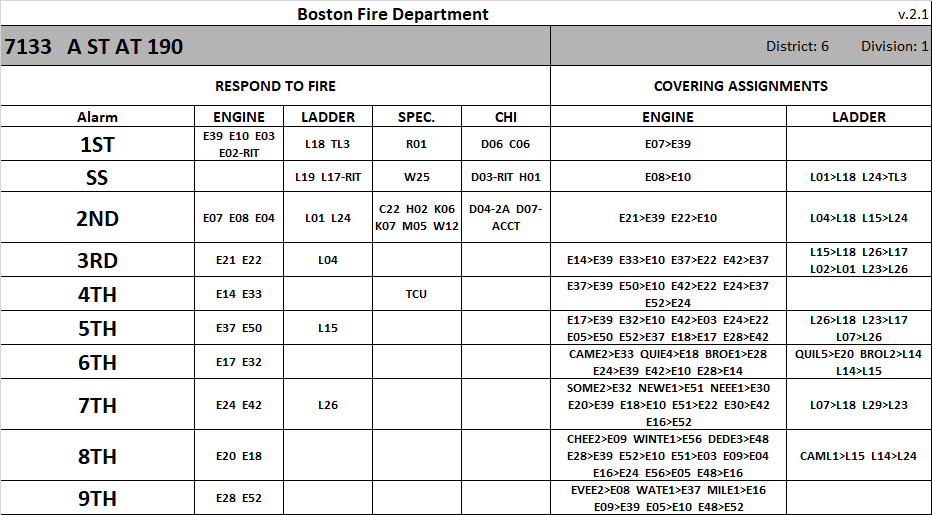 Boston Fire Department
v.2.1
7133 A ST AT 190
District: 6 Division: 1
RESPOND TO FIRE
COVERING ASSIGNMENTS
Alarm ENGINE LADDER SPEC. CHI ENGINE LADDER
1ST
E39 E10 E03
E02-RIT
L18 TL3
R01
D06 C06
E07>E39
SS
L19 L17-RIT
W25
D03-RIT H01
E08>E10
L01>L18 L24>TL3
2ND
E07 E08 E04
L01 L24
C22 H02 K06
K07 M05 W12
D04-2A D07-
ACCT
E21>E39 E22>E10
L04>L18 L15>L24
3RD
E21 E22
L04
E14>E39 E33>E10 E37>E22 E42>E37
L15>L18 L26>L17
L02>L01 L23>L26
4TH
E14 E33
TCU
E37>E39 E50>E10 E42>E22 E24>E37
E52>E24
5TH
E37 E50
L15
E17>E39 E32>E10 E42>E03 E24>E22
E05>E50 E52>E37 E18>E17 E28>E42
L26>L18 L23>L17
L07>L26
6TH
E17 E32
CAME2>E33 QUIE4>E18 BROE1>E28
E24>E39 E42>E10 E28>E14
QUIL5>E20 BROL2>L14
L14>L15
7TH
E24 E42
L26
SOME2>E32 NEWE1>E51 NEEE1>E30
E20>E39 E18>E10 E51>E22 E30>E42
E16>E52
L07>L18 L29>L23
8TH
E20 E18
CHEE2>E09 WINTE1>E56 DEDE3>E48
E28>E39 E52>E10 E51>E03 E09>E04
E16>E24 E56>E05 E48>E16
CAML1>L15 L14>L24
9TH
E28 E52
EVEE2>E08 WATE1>E37 MILE1>E16
E09>E39 E05>E10 E48>E52